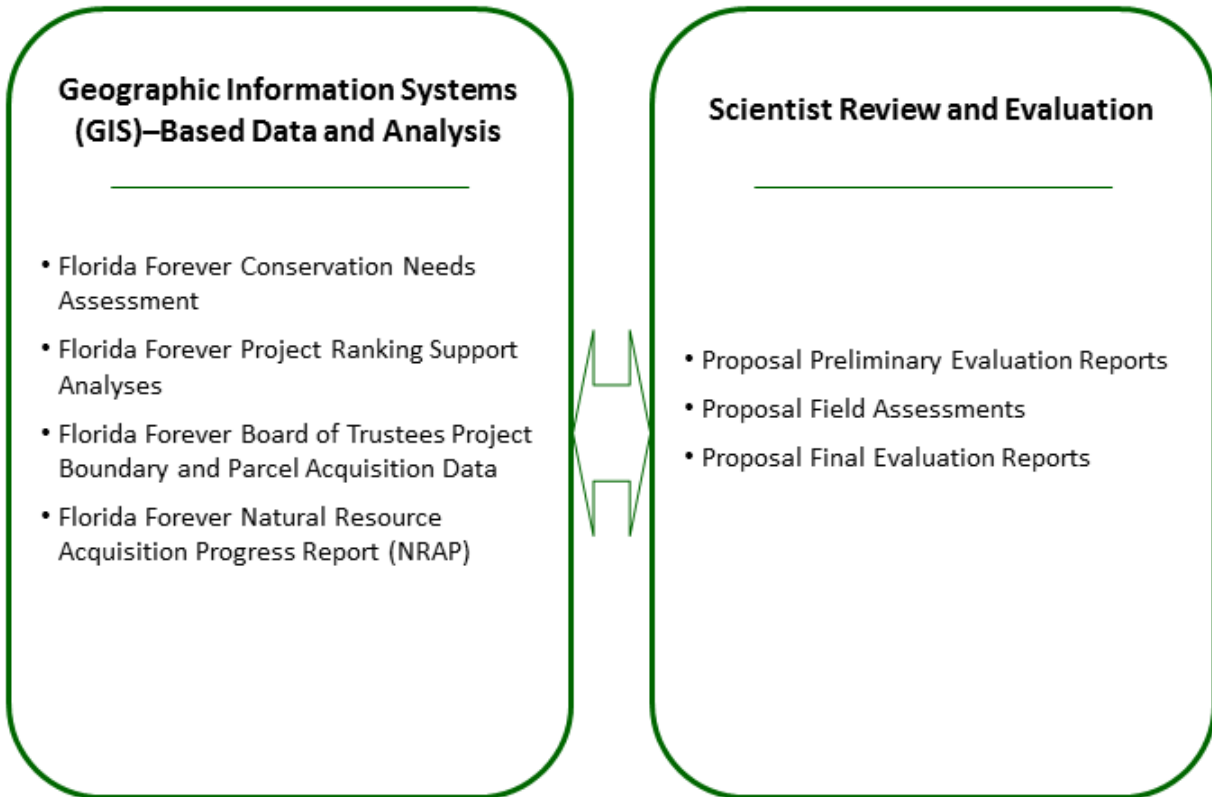 Geographic Information Systems
(GIS)–Based Data and Analysis
• Florida Forever Conservation Needs
Assessment
• Florida Forever Project Ranking Support
Analyses
• Florida Forever Board of Trustees Project
Boundary and Parcel Acquisition Data
• Florida Forever Natural Resource
Acquisition Progress Report (NRAP)
Scientist Review and Evaluation
• Proposal Preliminary Evaluation Reports
• Proposal Field Assessments
• Proposal Final Evaluation Reports